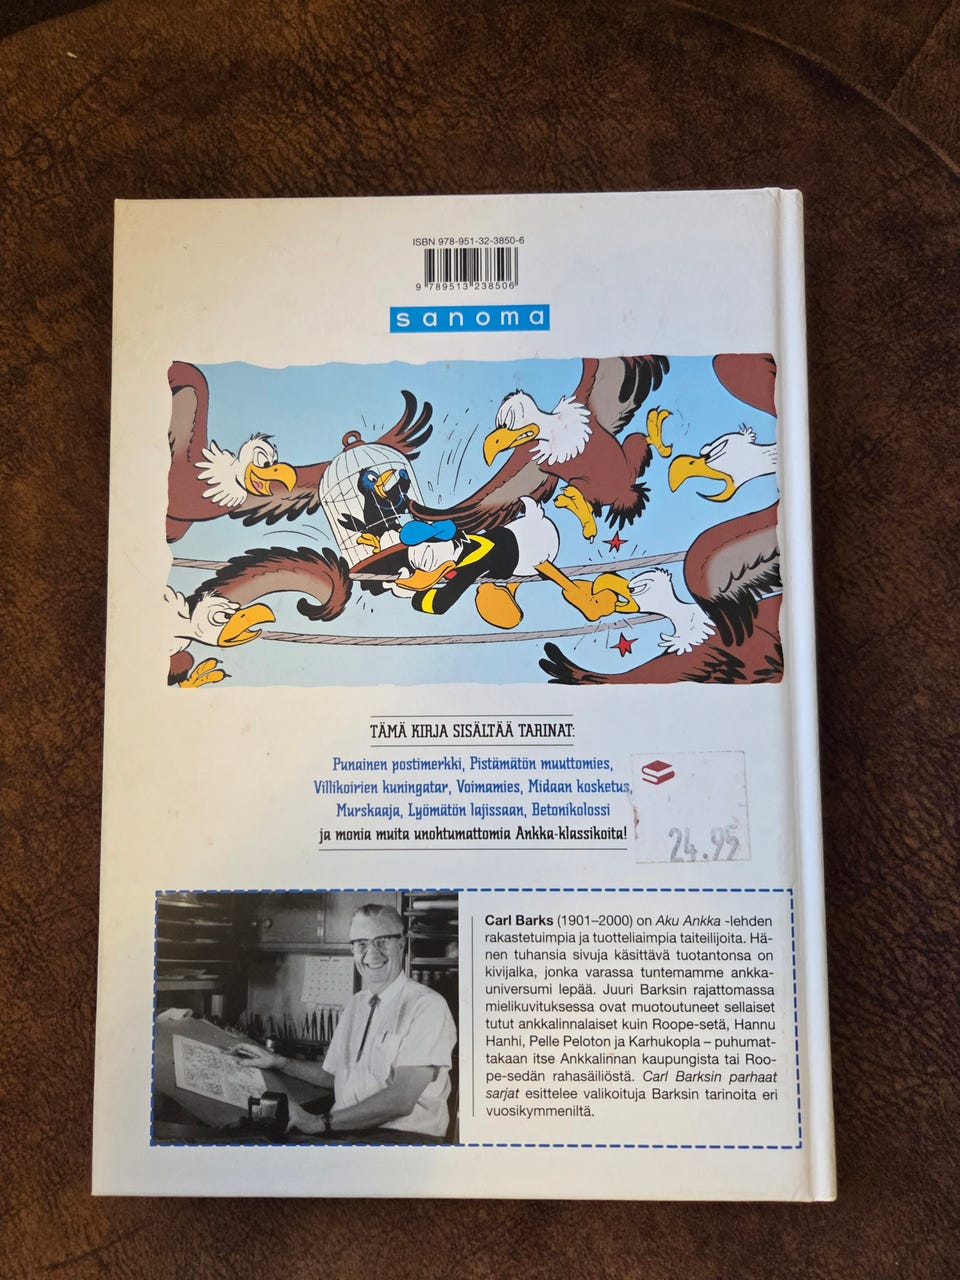 ISBN 978-951-32-3850-6
9 789513 238506
sanoma
TÄMÄ KIRJA SISÄLTÄÄ TARINAT:
Punainen postimerkki, Pistämätön muuttomies,
Villikoirien kuningatar, Voimamies, Midaan kosketus,
Murskaaja, Lyömätön lajissaan, Betonikolossi
ja monia muita unohtumattomia Ankka-klassikoita!
24.95
Carl Barks (1901–2000) on Aku Ankka -lehden
rakastetuimpia ja tuotteliaimpia taiteilijoita. Hä-
nen tuhansia sivuja käsittävä tuotantonsa on
kivijalka, jonka varassa tuntemamme ankka-
universumi lepää. Juuri Barksin rajattomassa
mielikuvituksessa ovat muotoutuneet sellaiset
tutut ankkalinnalaiset kuin Roope-setä, Hannu
Hanhi, Pelle Peloton ja Karhukopla – puhumat-
takaan itse Ankkalinnan kaupungista tai Roo-
pe-sedän rahasäiliöstä. Carl Barksin parhaat
sarjat esittelee valikoituja Barksin tarinoita eri
vuosikymmeniltä.